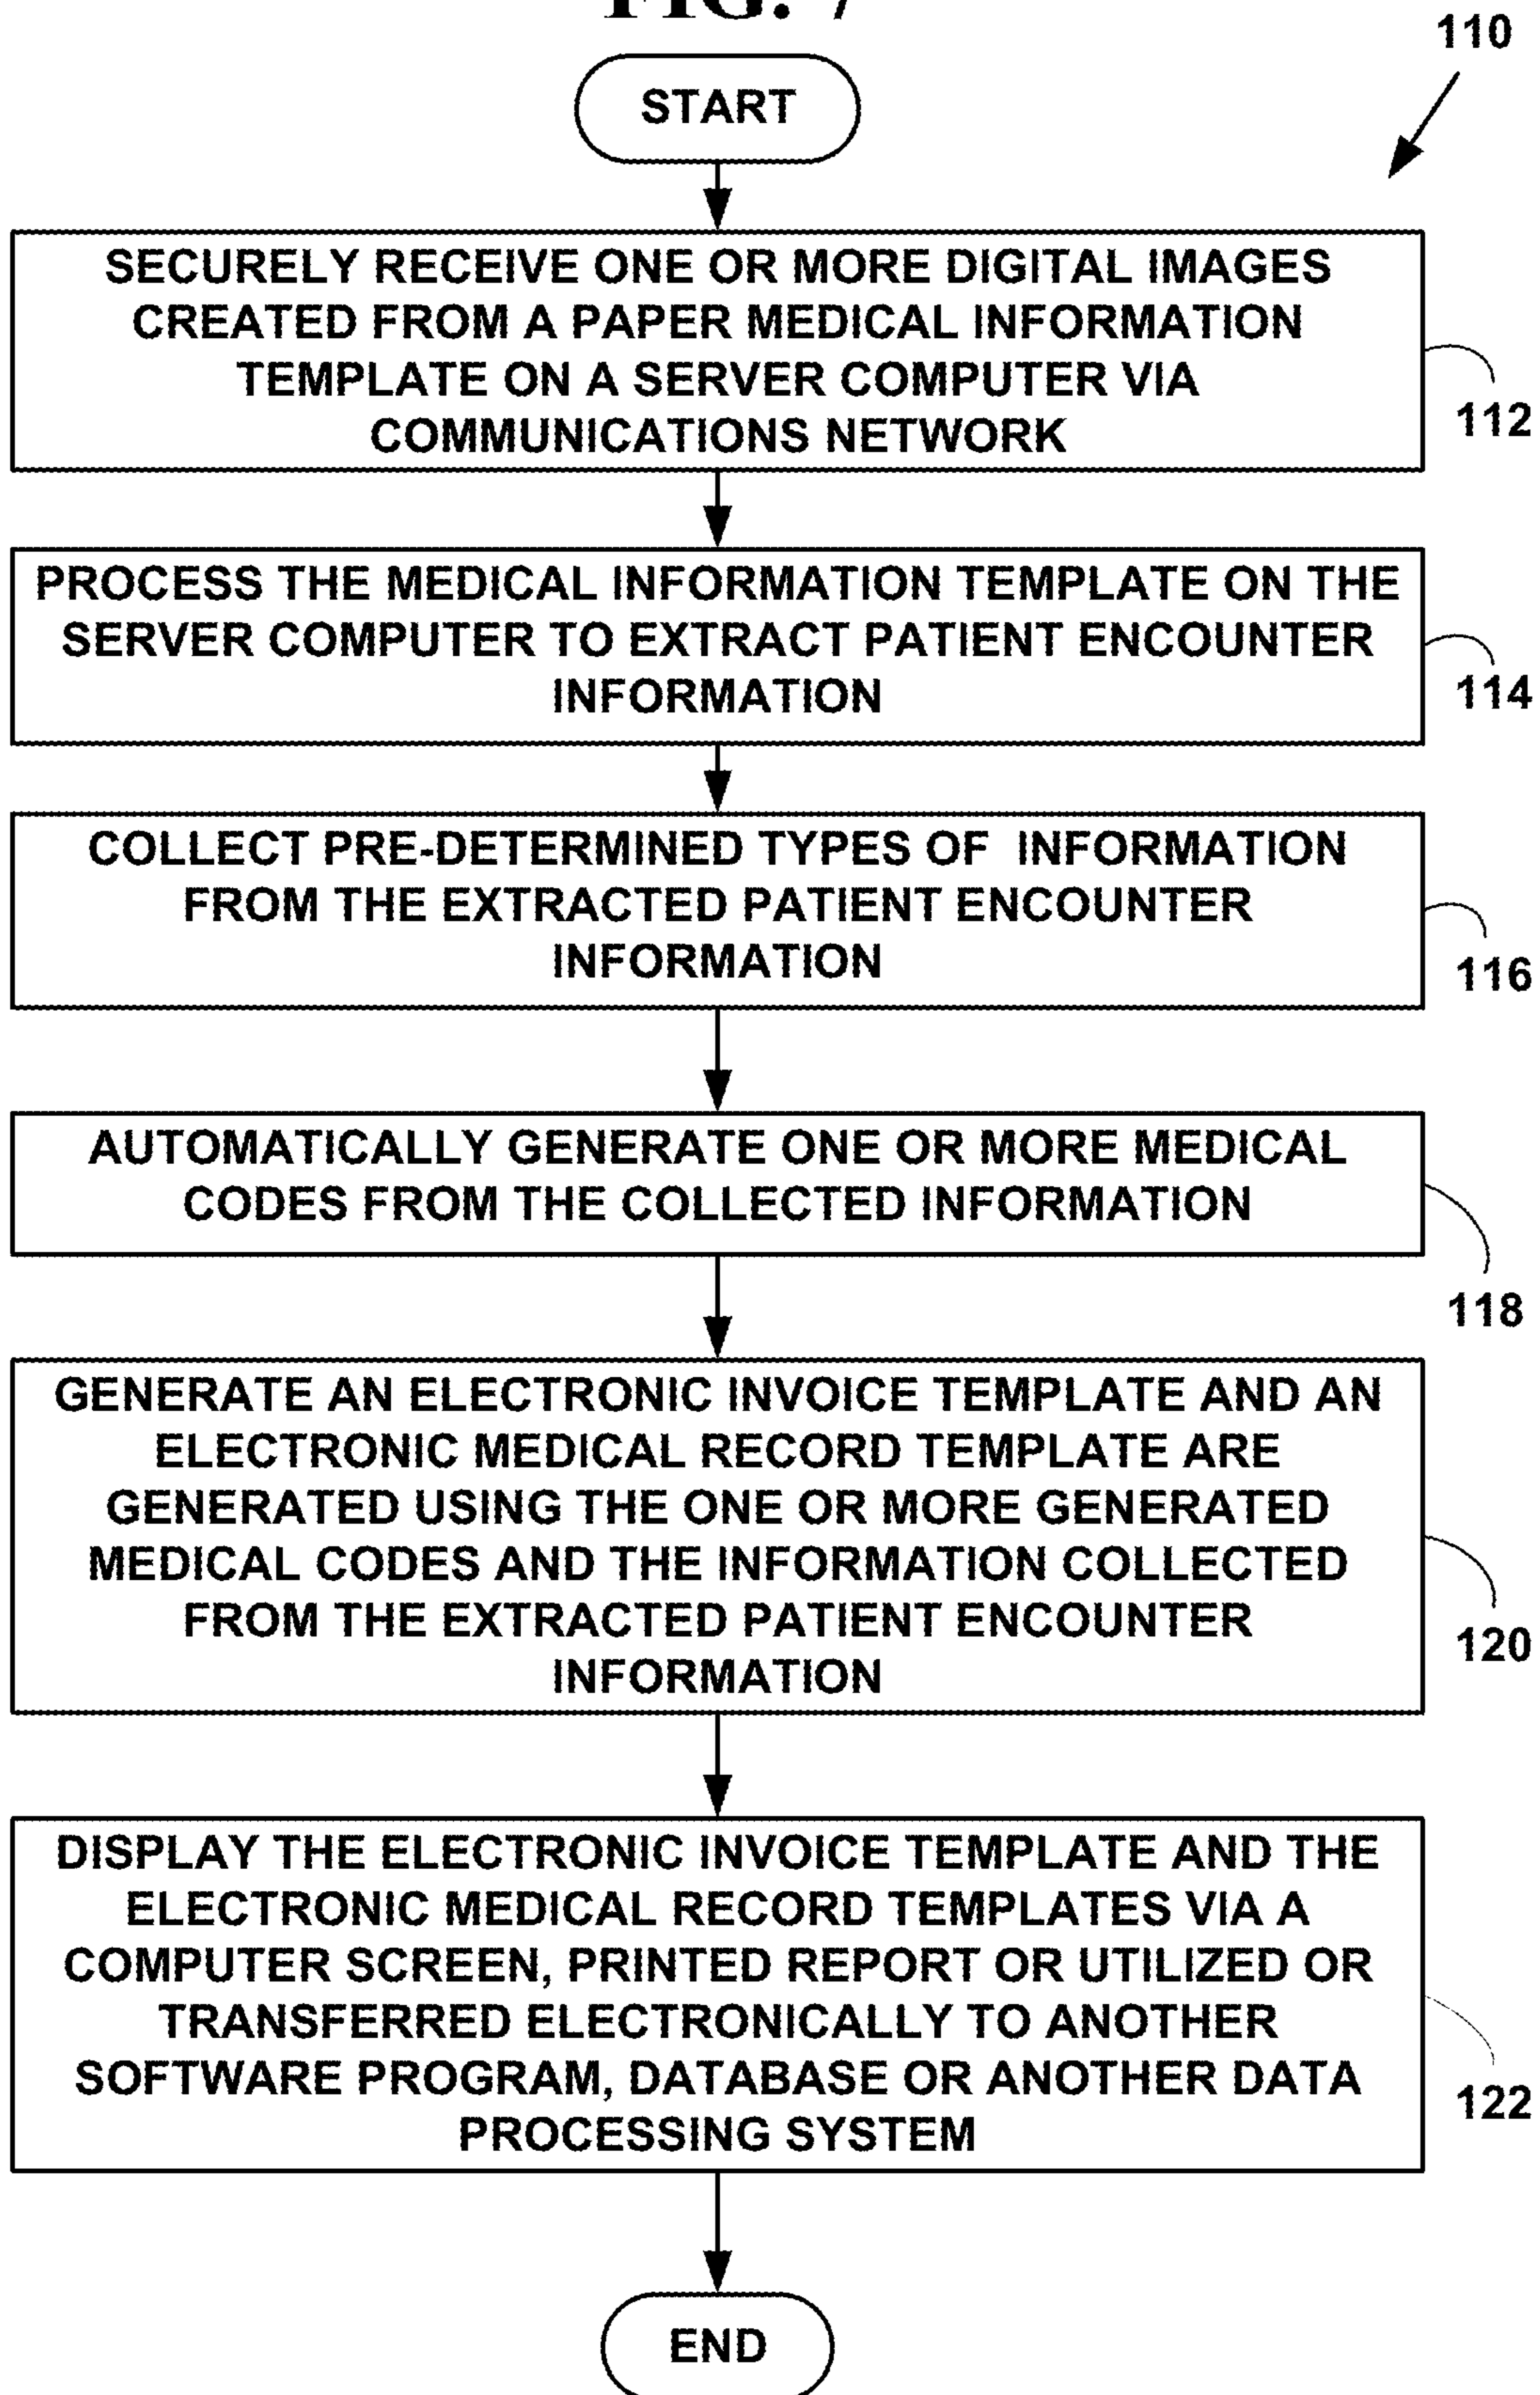 FIG. 7
110
START
SECURELY RECEIVE ONE OR MORE DIGITAL IMAGES
CREATED FROM A PAPER MEDICAL INFORMATION
TEMPLATE ON A SERVER COMPUTER VIA
COMMUNICATIONS NETWORK
112
PROCESS THE MEDICAL INFORMATION TEMPLATE ON THE
SERVER COMPUTER TO EXTRACT PATIENT ENCOUNTER
INFORMATION
114
COLLECT PRE-DETERMINED TYPES OF INFORMATION
FROM THE EXTRACTED PATIENT ENCOUNTER
INFORMATION
116
AUTOMATICALLY GENERATE ONE OR MORE MEDICAL
CODES FROM THE COLLECTED INFORMATION
118
GENERATE AN ELECTRONIC INVOICE TEMPLATE AND AN
ELECTRONIC MEDICAL RECORD TEMPLATE ARE
GENERATED USING THE ONE OR MORE GENERATED
MEDICAL CODES AND THE INFORMATION COLLECTED
FROM THE EXTRACTED PATIENT ENCOUNTER
INFORMATION
120
DISPLAY THE ELECTRONIC INVOICE TEMPLATE AND THE
ELECTRONIC MEDICAL RECORD TEMPLATES VIA A
COMPUTER SCREEN, PRINTED REPORT OR UTILIZED OR
TRANSFERRED ELECTRONICALLY TO ANOTHER
SOFTWARE PROGRAM, DATABASE OR ANOTHER DATA
PROCESSING SYSTEM
122
END